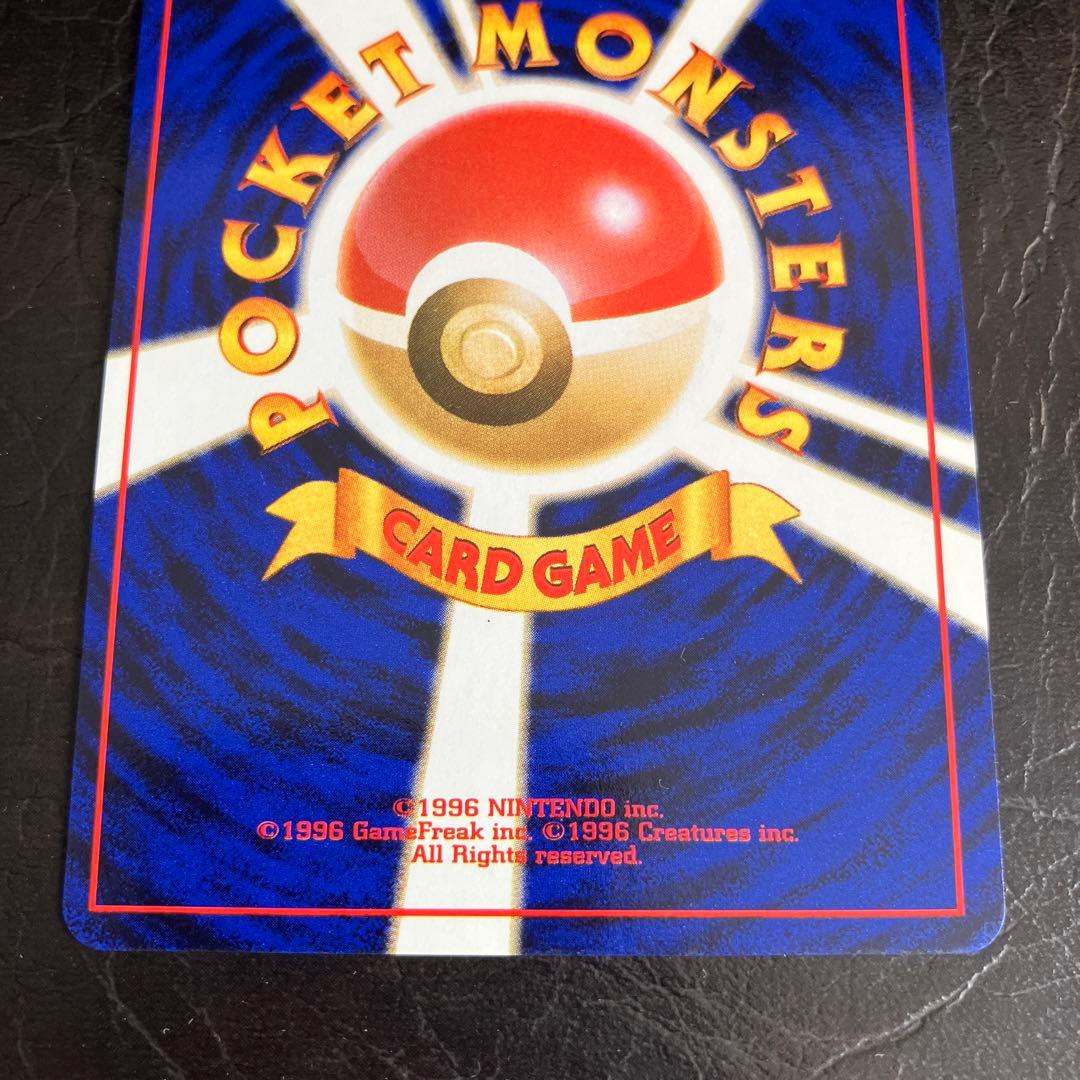 POCKET MONSTERS
CARD GAME
©1996 NINTENDO inc.
©1996 GameFreak inc. ©1996 Creatures inc.
All Rights reserved.